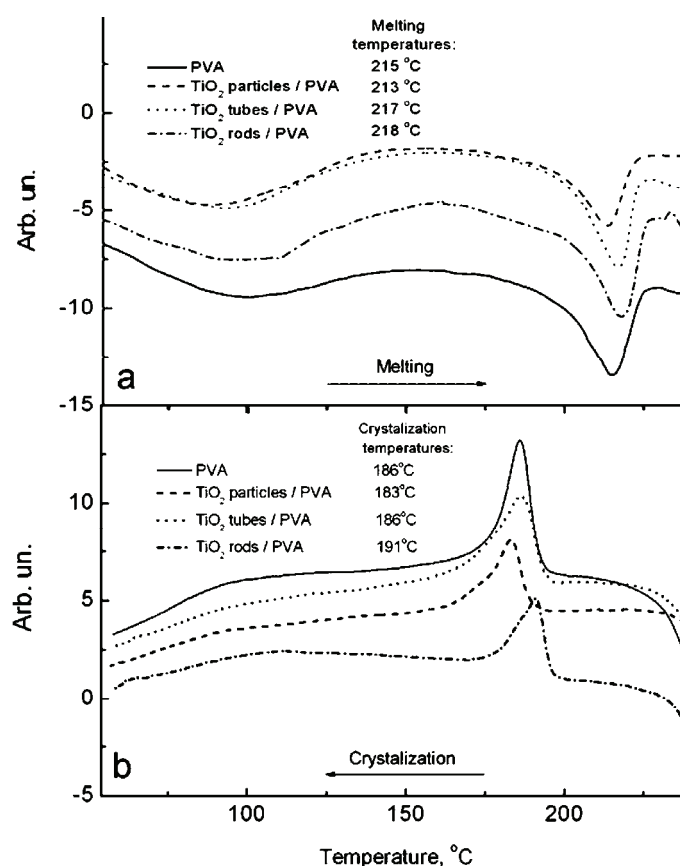 Melting
temperatures:
PVA 215 °C
TiO2 particles / PVA 213 °C
TiO2 tubes / PVA 217 °C
TiO2 rods / PVA 218 °C
0
-5
-10
-15
Arb. un.
a
Melting
Crystalization
temperatures:
PVA 186°C
TiO2 particles / PVA 183°C
TiO2 tubes / PVA 186°C
TiO2 rods / PVA 191°C
10
5
0
-5
Arb. un.
b
Crystalization
100 150 200
Temperature, °C